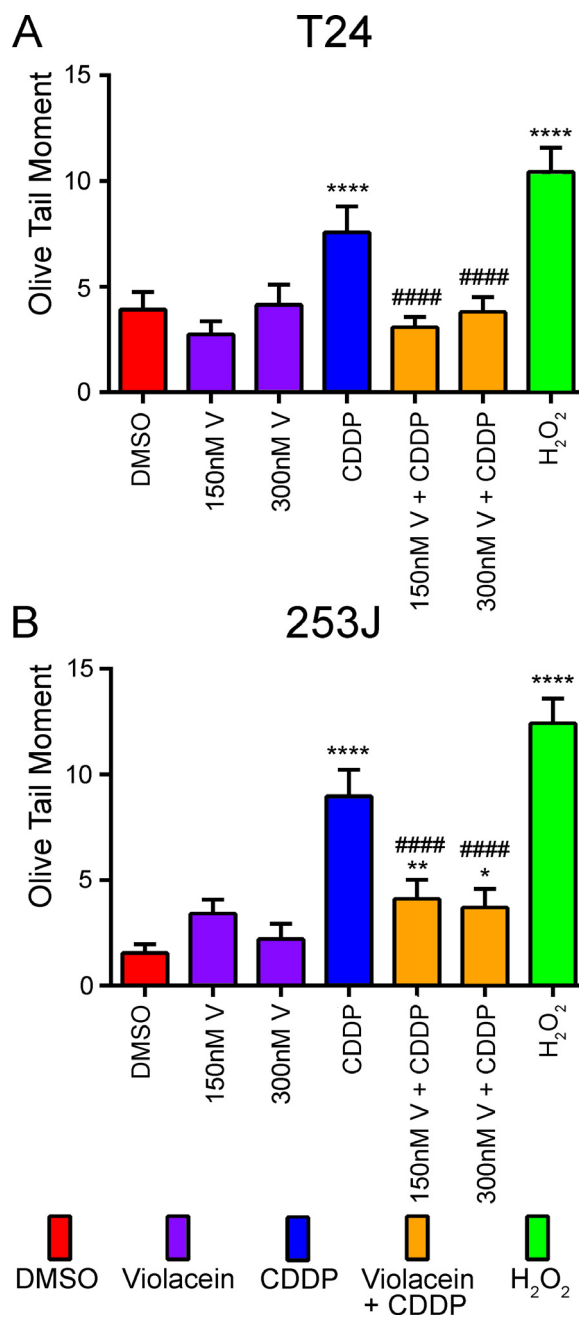 A
T24
Olive Tail Moment
15
10
5
0
****
####
####
****
DMSO
150nM V
300nM V
CDDP
150nM V + CDDP
300nM V + CDDP
H₂O₂
B
253J
Olive Tail Moment
15
10
5
0
****
####
**
####
*
****
DMSO
150nM V
300nM V
CDDP
150nM V + CDDP
300nM V + CDDP
H₂O₂
DMSO
Violacein
CDDP
Violacein
+ CDDP
H₂O₂